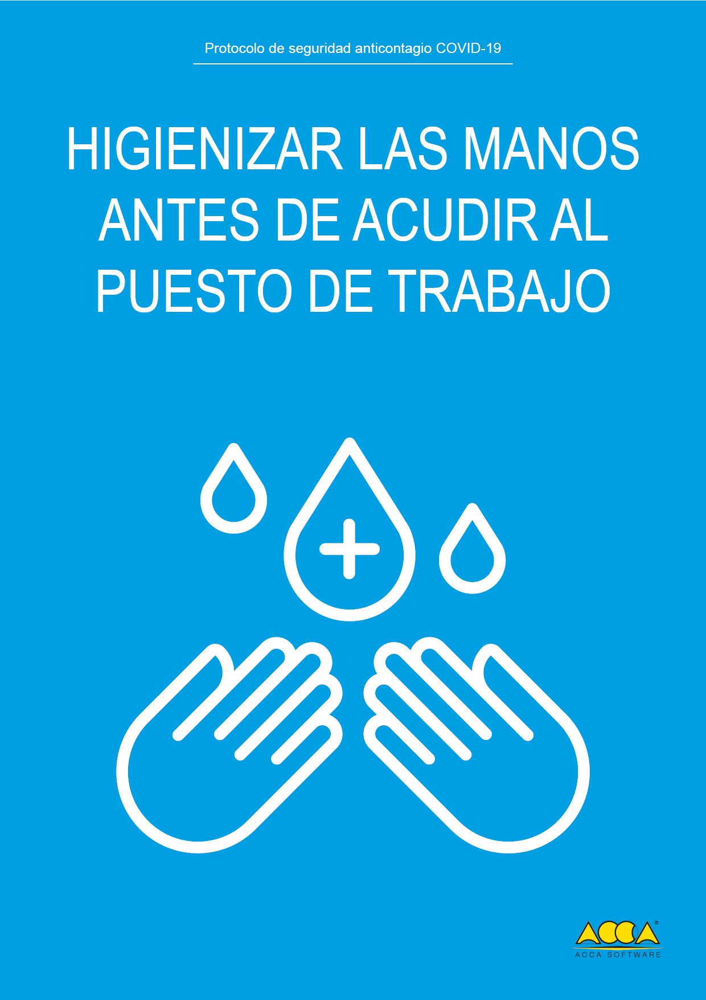 Protocolo de seguridad anticontagio COVID-19
HIGIENIZAR LAS MANOS
ANTES DE ACUDIR AL
PUESTO DE TRABAJO
ACCA®
ACCA SOFTWARE